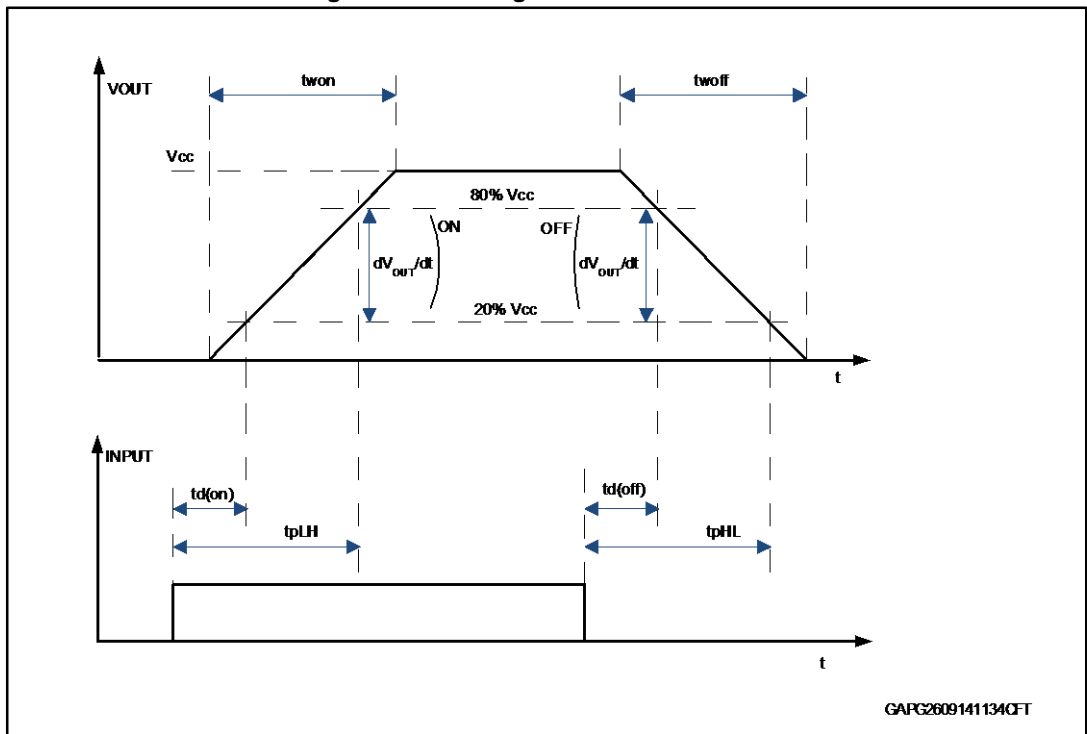 VOUT
twon
twoff
Vcc
80% Vcc
ON
OFF
dVOUT/dt
dVOUT/dt
20% Vcc
t
INPUT
td(on)
td(off)
tpLH
tpHL
t
GAPG2609141134CFT